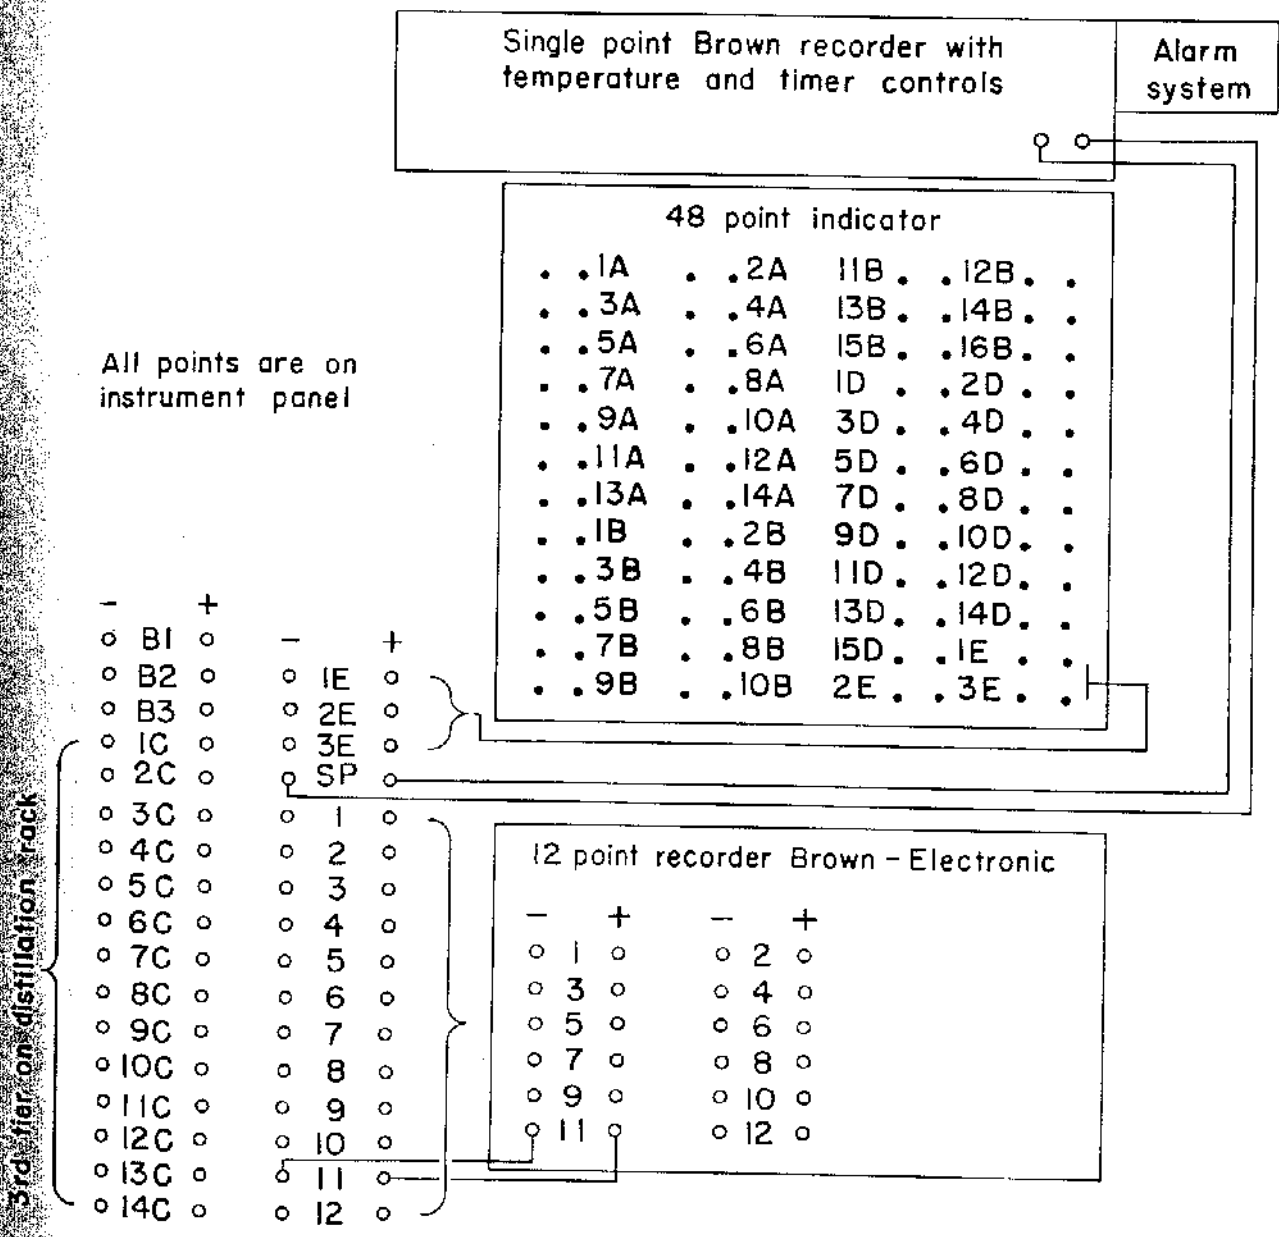 Single point Brown recorder with
temperature and timer controls
Alarm
system
48 point indicator
1A 2A 11B 12B
3A 4A 13B 14B
5A 6A 15B 16B
7A 8A 1D 2D
9A 10A 3D 4D
11A 12A 5D 6D
13A 14A 7D 8D
1B 2B 9D 10D
3B 4B 11D 12D
5B 6B 13D 14D
7B 8B 15D 1E
9B 10B 2E 3E
All points are on
instrument panel
- +
B1
B2
B3
1C
2C
3C
4C
5C
6C
7C
8C
9C
10C
11C
12C
13C
14C
3rd tier on distillation rack
- +
1E
2E
3E
SP
1
2
3
4
5
6
7
8
9
10
11
12
12 point recorder Brown - Electronic
- + - +
1 2
3 4
5 6
7 8
9 10
11 12